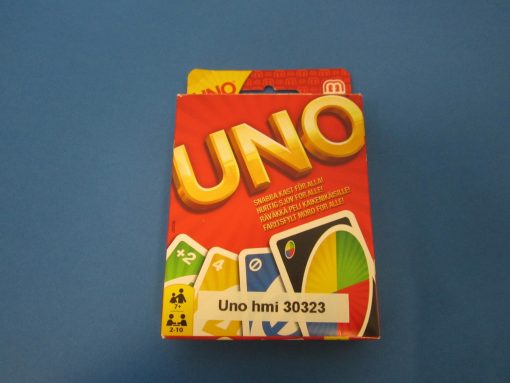 UNO
UNO
SNABBA KAST FÖR ALLA!
HURTIG SJOV FOR ALLE!
RÄVÄKKÄ PELI KAIKENIKÄISILLE!
FARTSFYLT MORO FOR ALLE!
+2
4
Uno hmi 30323
7+
2-10